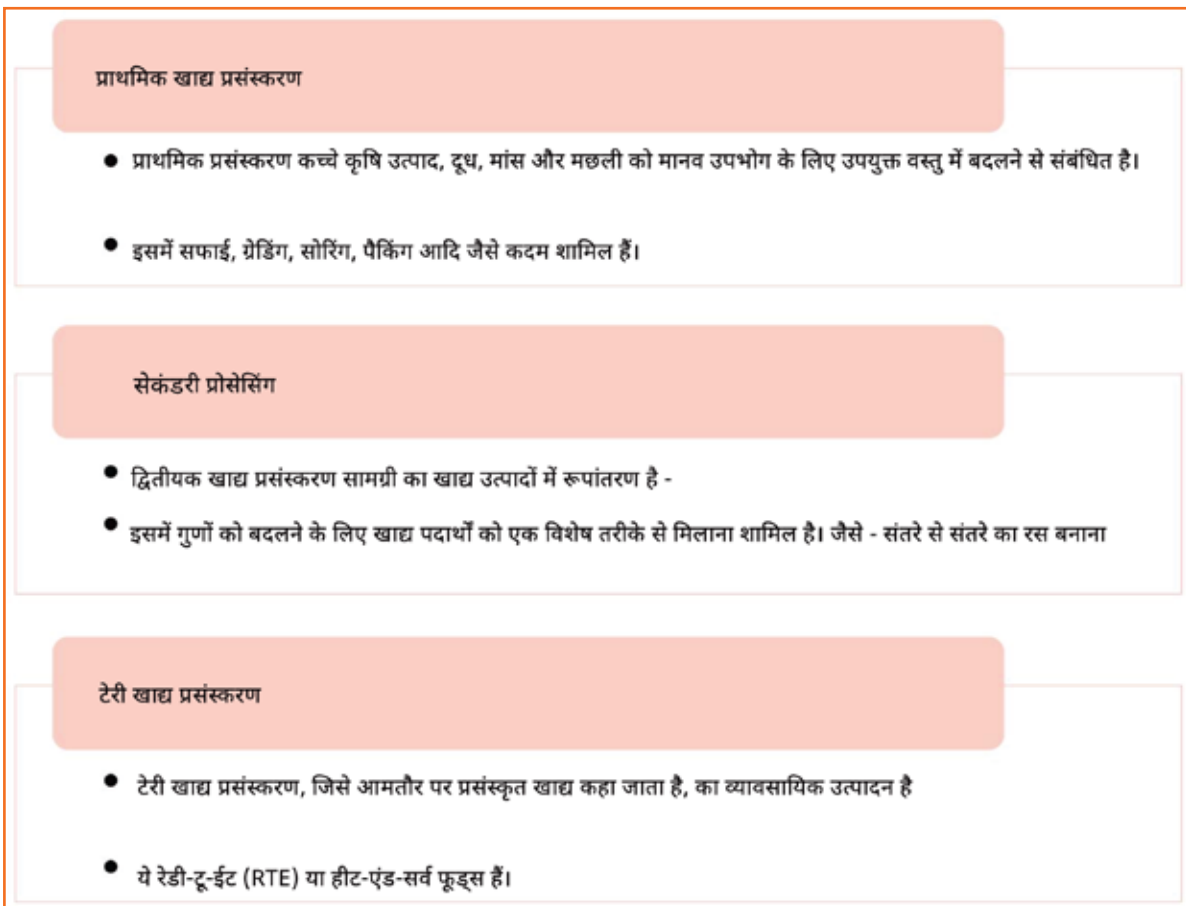 प्राथमिक खाद्य प्रसंस्करण
● प्राथमिक प्रसंस्करण कच्चे कृषि उत्पाद, दूध, मांस और मछली को मानव उपभोग के लिए उपयुक्त वस्तु में बदलने से संबंधित है।
● इसमें सफाई, ग्रेडिंग, सोरिंग, पैकिंग आदि जैसे कदम शामिल हैं।
सेकंडरी प्रोसेसिंग
● द्वितीयक खाद्य प्रसंस्करण सामग्री का खाद्य उत्पादों में रूपांतरण है -
● इसमें गुणों को बदलने के लिए खाद्य पदार्थों को एक विशेष तरीके से मिलाना शामिल है। जैसे - संतरे से संतरे का रस बनाना
टेरी खाद्य प्रसंस्करण
● टेरी खाद्य प्रसंस्करण, जिसे आमतौर पर प्रसंस्कृत खाद्य कहा जाता है, का व्यावसायिक उत्पादन है
● ये रेडी-टू-ईट (RTE) या हीट-एंड-सर्व फूड्स हैं।